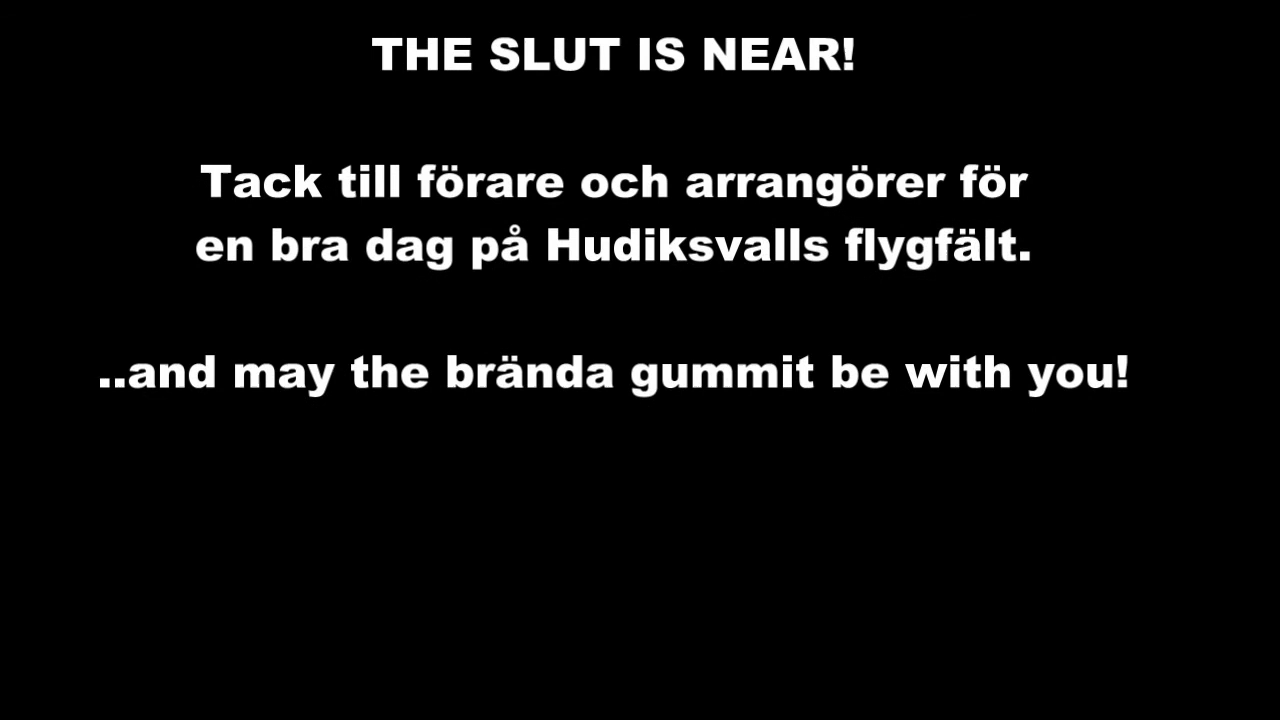 THE SLUT IS NEAR!
Tack till förare och arrangörer för
en bra dag på Hudiksvalls flygfält.
..and may the brända gummit be with you!